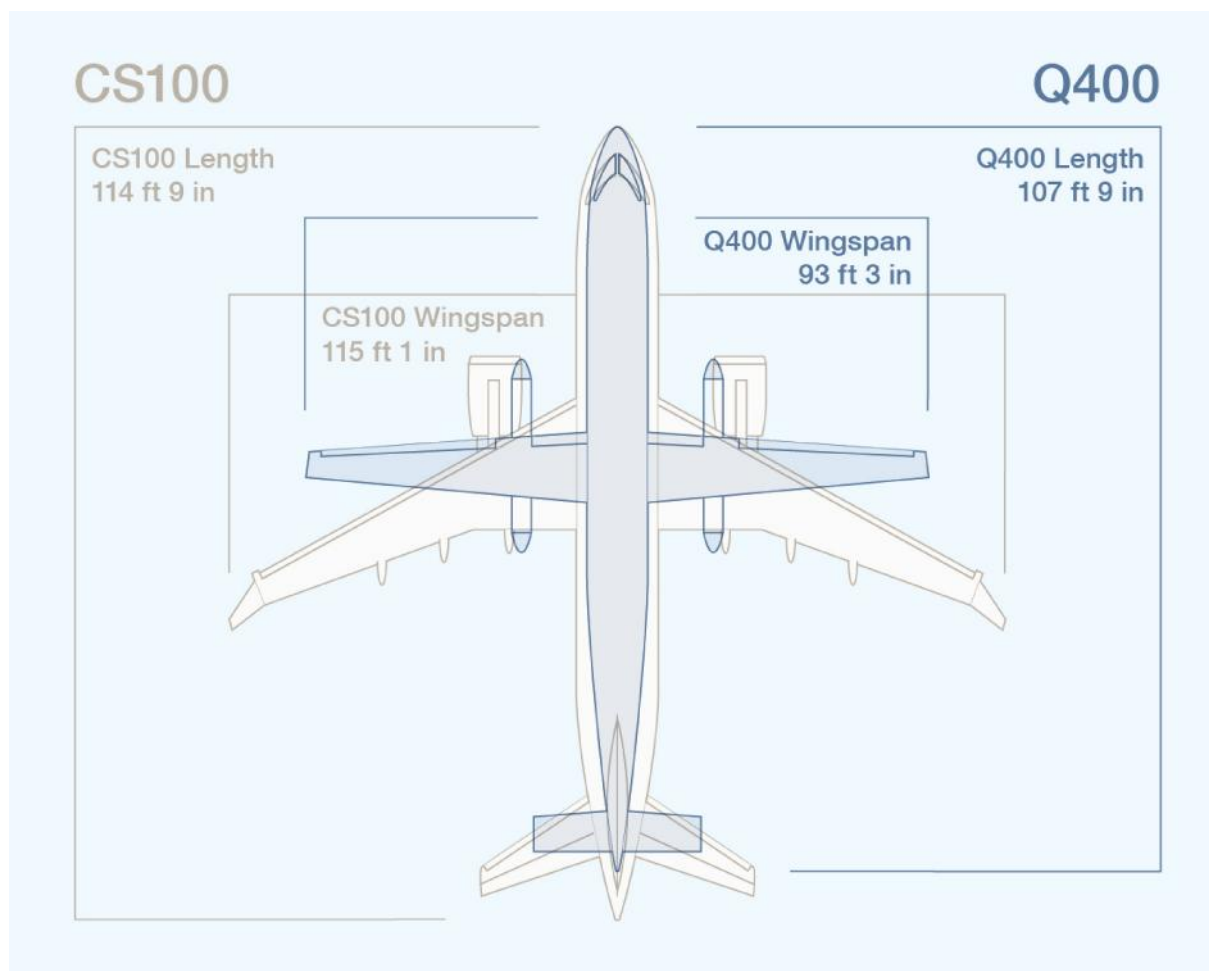 CS100
Q400
CS100 Length
114 ft 9 in
Q400 Length
107 ft 9 in
Q400 Wingspan
93 ft 3 in
CS100 Wingspan
115 ft 1 in